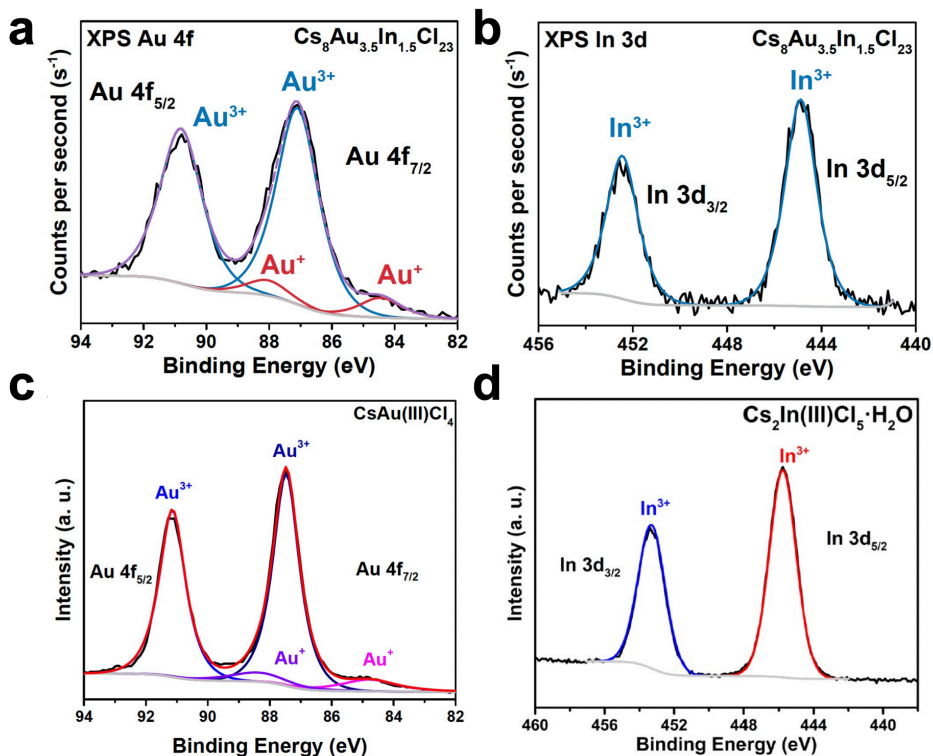 a
XPS Au 4f
Cs₈Au₃.₅In₁.₅Cl₂₃
Au 4f₅/₂
Au³⁺
Au³⁺
Au 4f₇/₂
Au⁺
Au⁺
Counts per second (s⁻¹)
94 92 90 88 86 84 82
Binding Energy (eV)
b
XPS In 3d
Cs₈Au₃.₅In₁.₅Cl₂₃
In³⁺
In³⁺
In 3d₃/₂
In 3d₅/₂
Counts per second (s⁻¹)
456 452 448 444 440
Binding Energy (eV)
c
CsAu(III)Cl₄
Au³⁺
Au³⁺
Au 4f₅/₂
Au 4f₇/₂
Au⁺
Au⁺
Intensity (a. u.)
94 92 90 88 86 84 82
Binding Energy (eV)
d
Cs₂In(III)Cl₅·H₂O
In³⁺
In³⁺
In 3d₃/₂
In 3d₅/₂
Intensity (a. u.)
460 456 452 448 444 440
Binding Energy (eV)